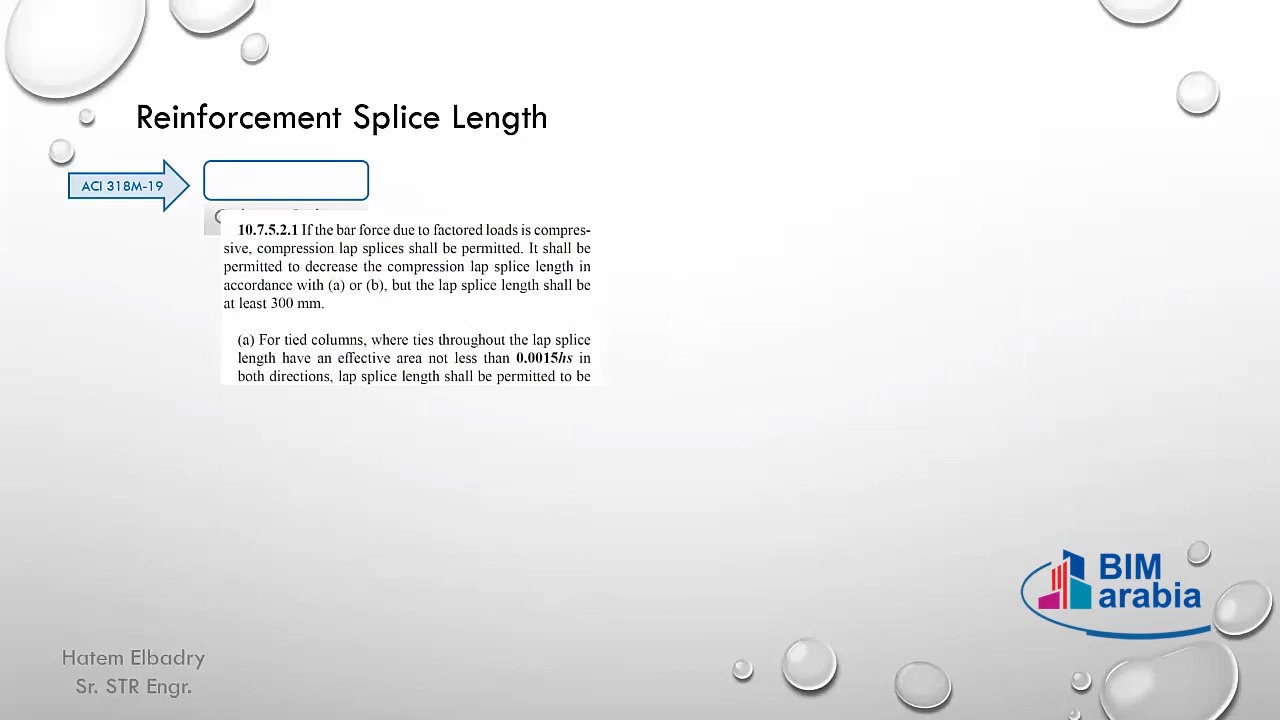 Reinforcement Splice Length
ACI 318M-19
10.7.5.2.1 If the bar force due to factored loads is compres-
sive, compression lap splices shall be permitted. It shall be
permitted to decrease the compression lap splice length in
accordance with (a) or (b), but the lap splice length shall be
at least 300 mm.
(a) For tied columns, where ties throughout the lap splice
length have an effective area not less than 0.0015hs in
both directions, lap splice length shall be permitted to be
BIM
arabia
Hatem Elbadry
Sr. STR Engr.